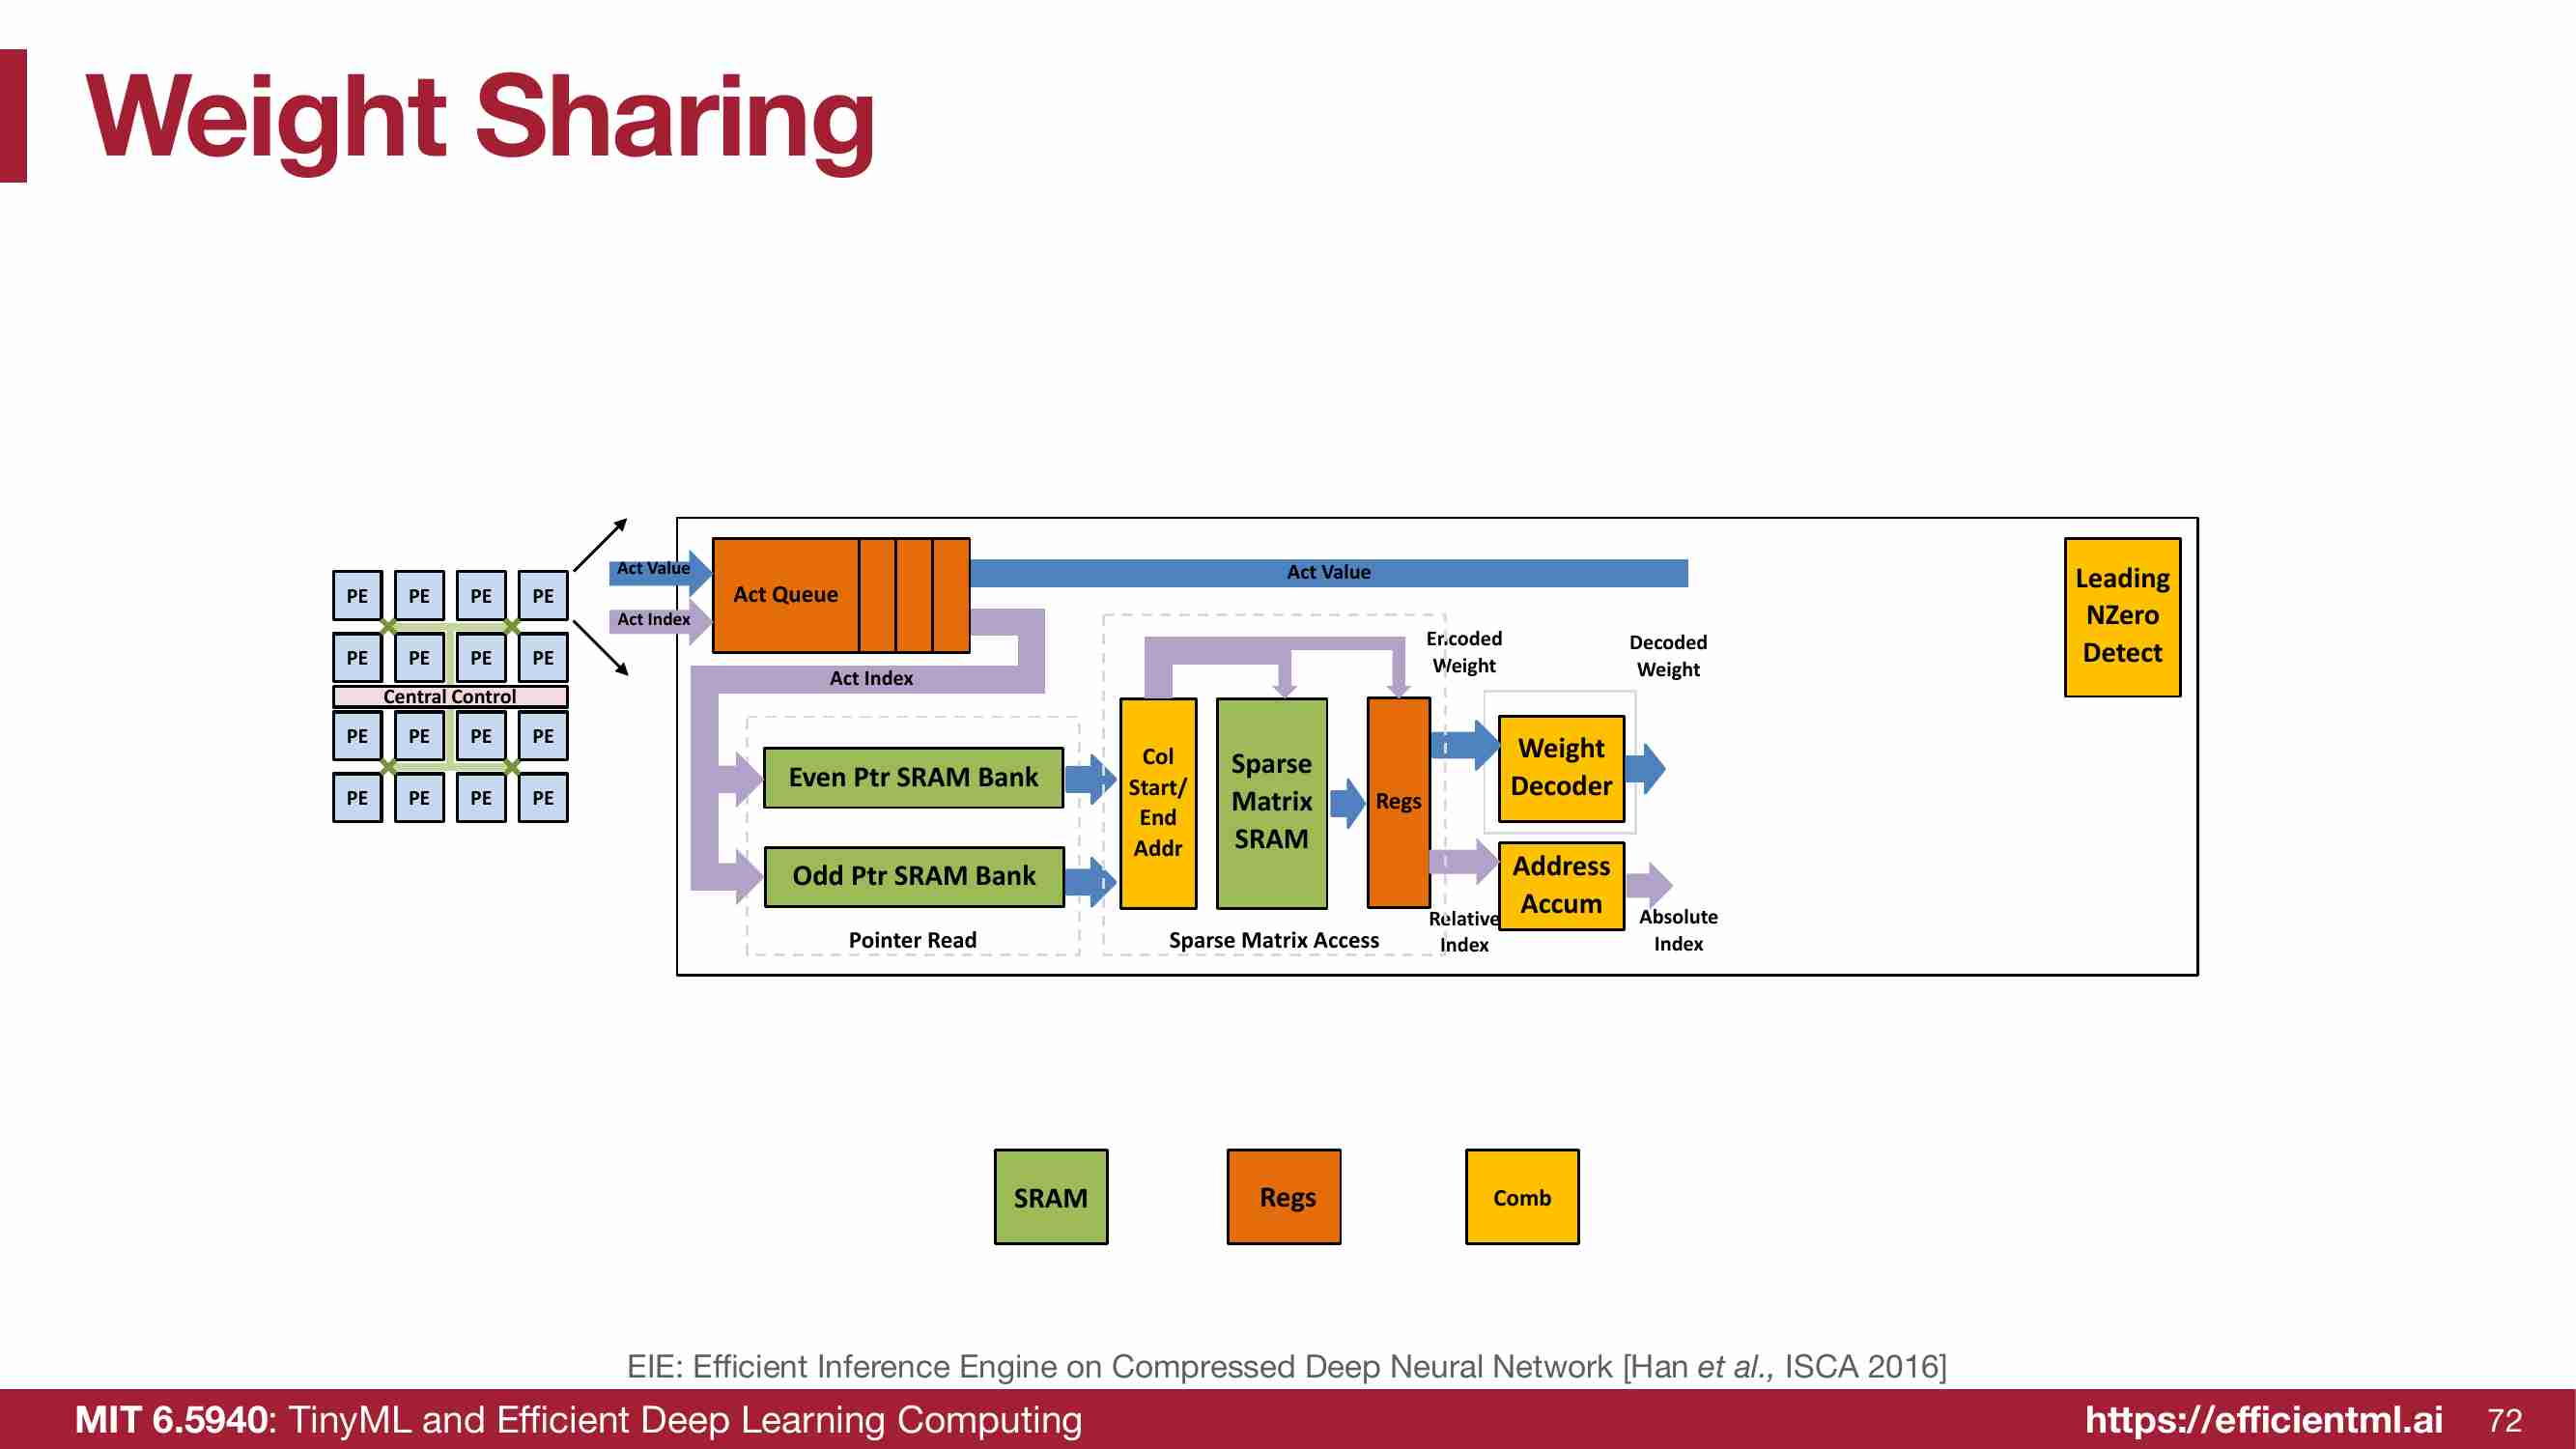 Weight Sharing
PE PE PE PE
PE PE PE PE
Central Control
PE PE PE PE
PE PE PE PE
Act Value
Act Index
Act Queue
Act Value
Act Index
Even Ptr SRAM Bank
Odd Ptr SRAM Bank
Pointer Read
Col
Start/
End
Addr
Sparse
Matrix
SRAM
Regs
Sparse Matrix Access
Encoded
Weight
Relative
Index
Weight
Decoder
Address
Accum
Decoded
Weight
Absolute
Index
Leading
NZero
Detect
SRAM
Regs
Comb
EIE: Efficient Inference Engine on Compressed Deep Neural Network [Han et al., ISCA 2016]
MIT 6.5940: TinyML and Efficient Deep Learning Computing
https://efficientml.ai
72